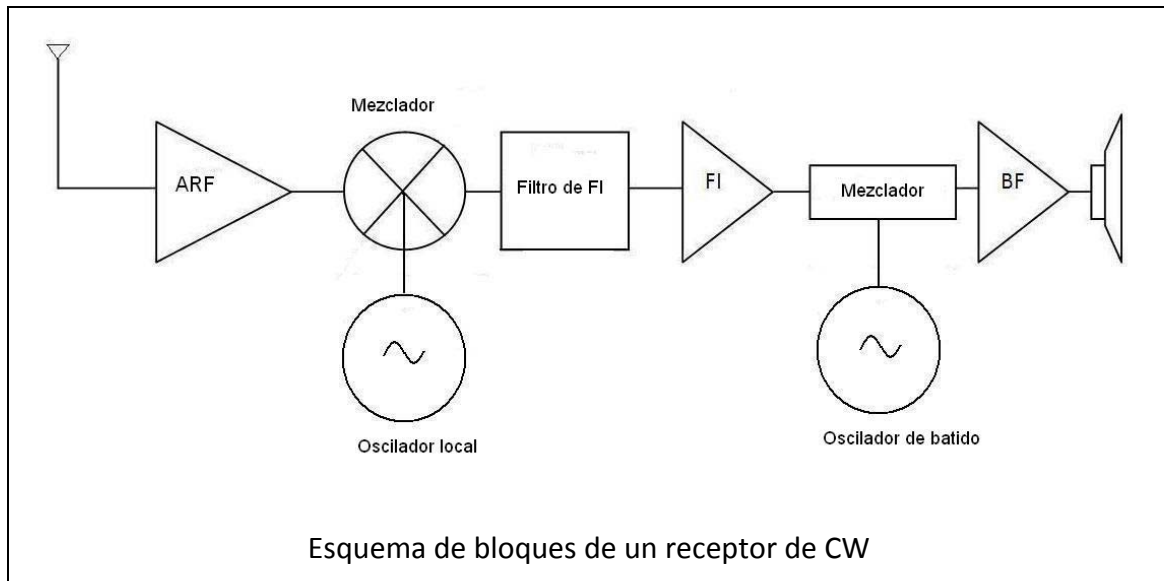 Mezclador
ARF
Filtro de FI
FI
Mezclador
BF
Oscilador local
Oscilador de batido
Esquema de bloques de un receptor de CW